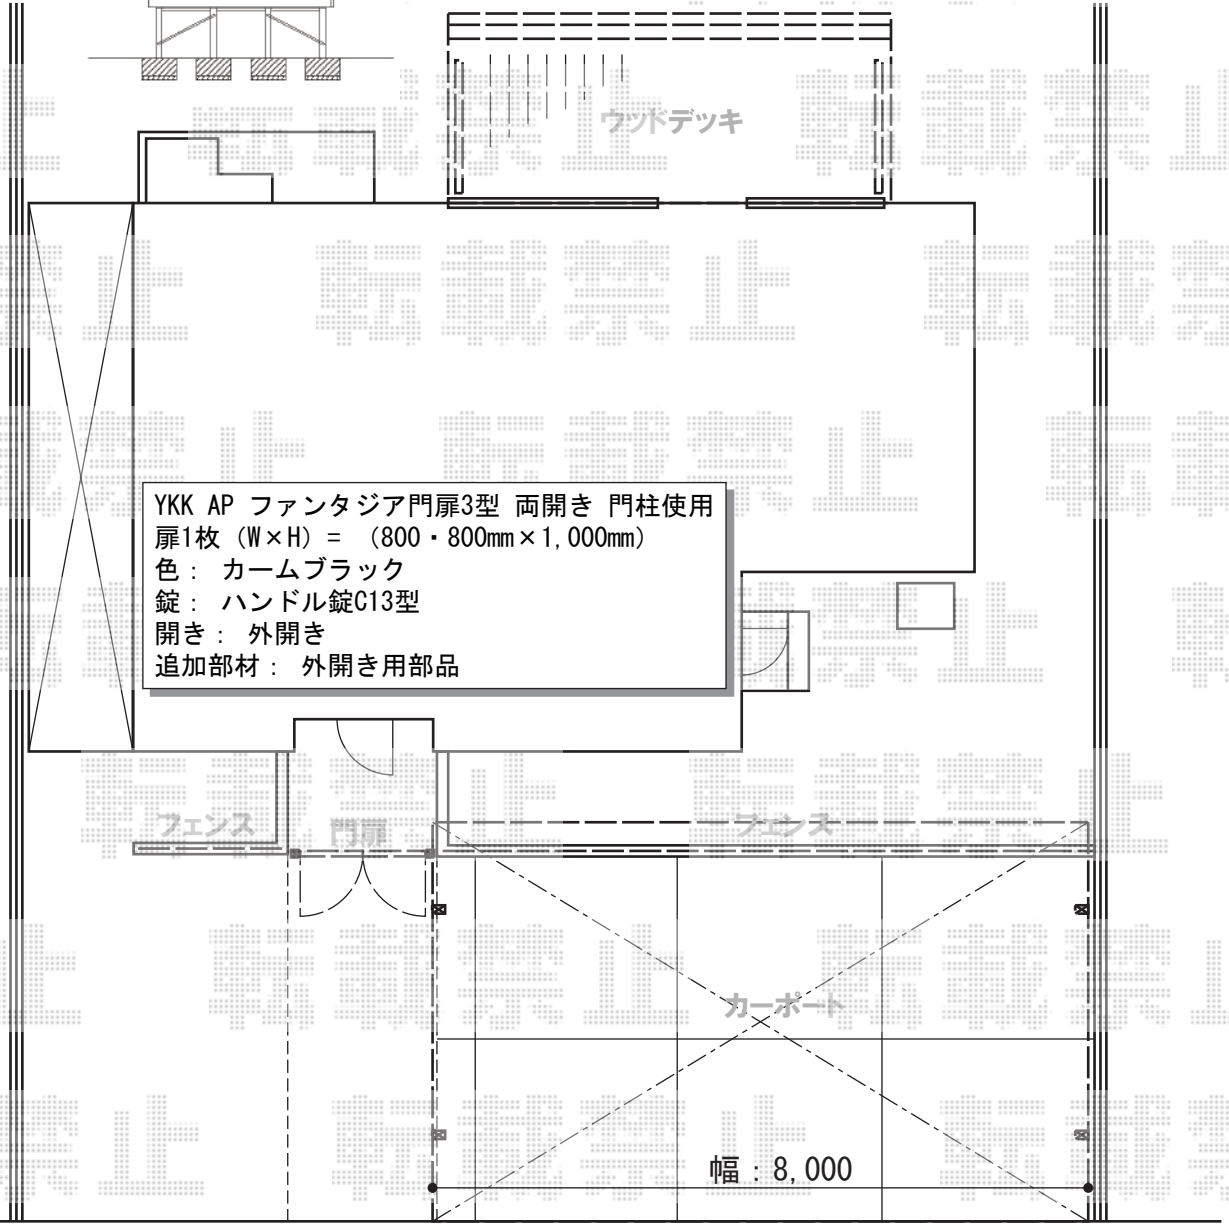 ウッドデッキ
YKK AP ファンタジア門扉3型 両開き 門柱使用
扉1枚 (W×H) = (800・800mm×1,000mm)
色： カームブラック
錠： ハンドル錠C13型
開き： 外開き
追加部材： 外開き用部品
フェンス
門扉
フェンス
カーポート
幅：8,000
転載禁止